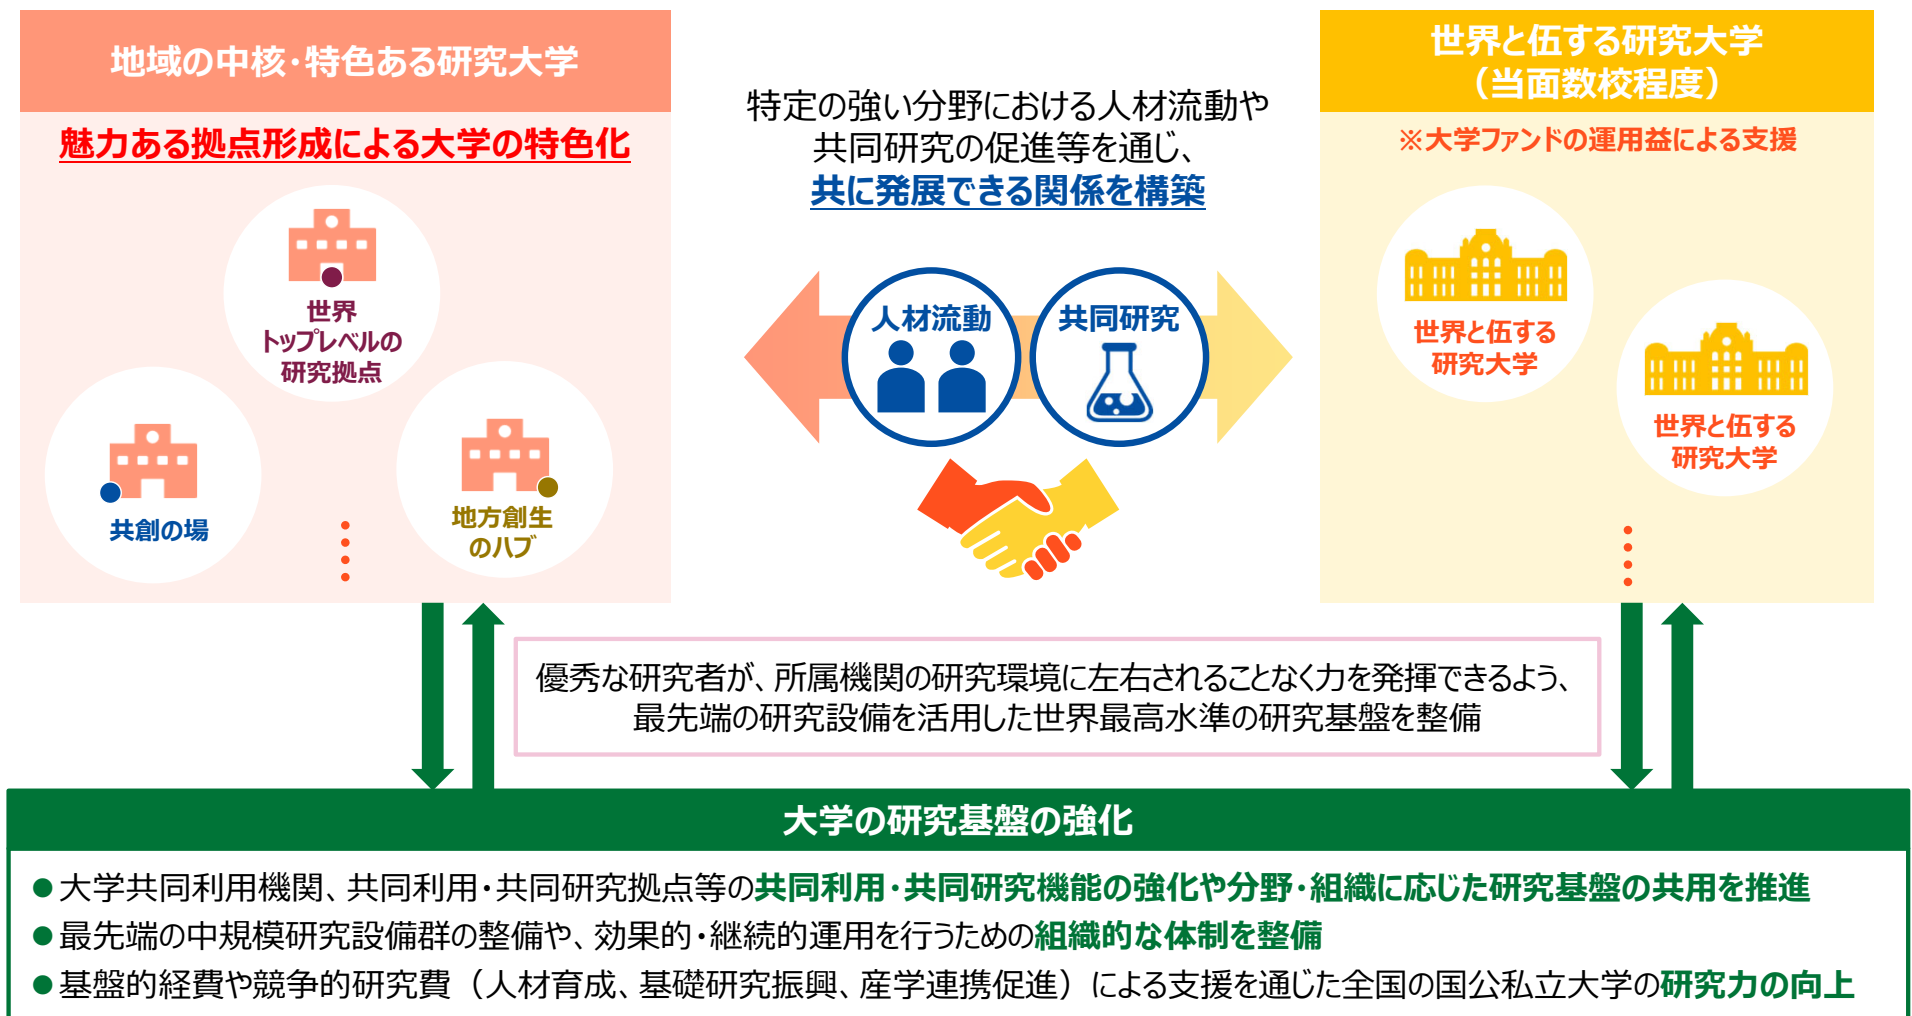 地域の中核・特色ある研究大学
魅力ある拠点形成による大学の特色化
世界
トップレベルの
研究拠点
共創の場
地方創生
のハブ
特定の強い分野における人材流動や
共同研究の促進等を通じ、
共に発展できる関係を構築
人材流動
共同研究
世界と伍する研究大学
（当面数校程度）
※大学ファンドの運用益による支援
世界と伍する
研究大学
世界と伍する
研究大学
優秀な研究者が、所属機関の研究環境に左右されることなく力を発揮できるよう、
最先端の研究設備を活用した世界最高水準の研究基盤を整備
大学の研究基盤の強化
●大学共同利用機関、共同利用・共同研究拠点等の共同利用・共同研究機能の強化や分野・組織に応じた研究基盤の共用を推進
●最先端の中規模研究設備群の整備や、効果的・継続的運用を行うための組織的な体制を整備
●基盤的経費や競争的研究費（人材育成、基礎研究振興、産学連携促進）による支援を通じた全国の国公私立大学の研究力の向上